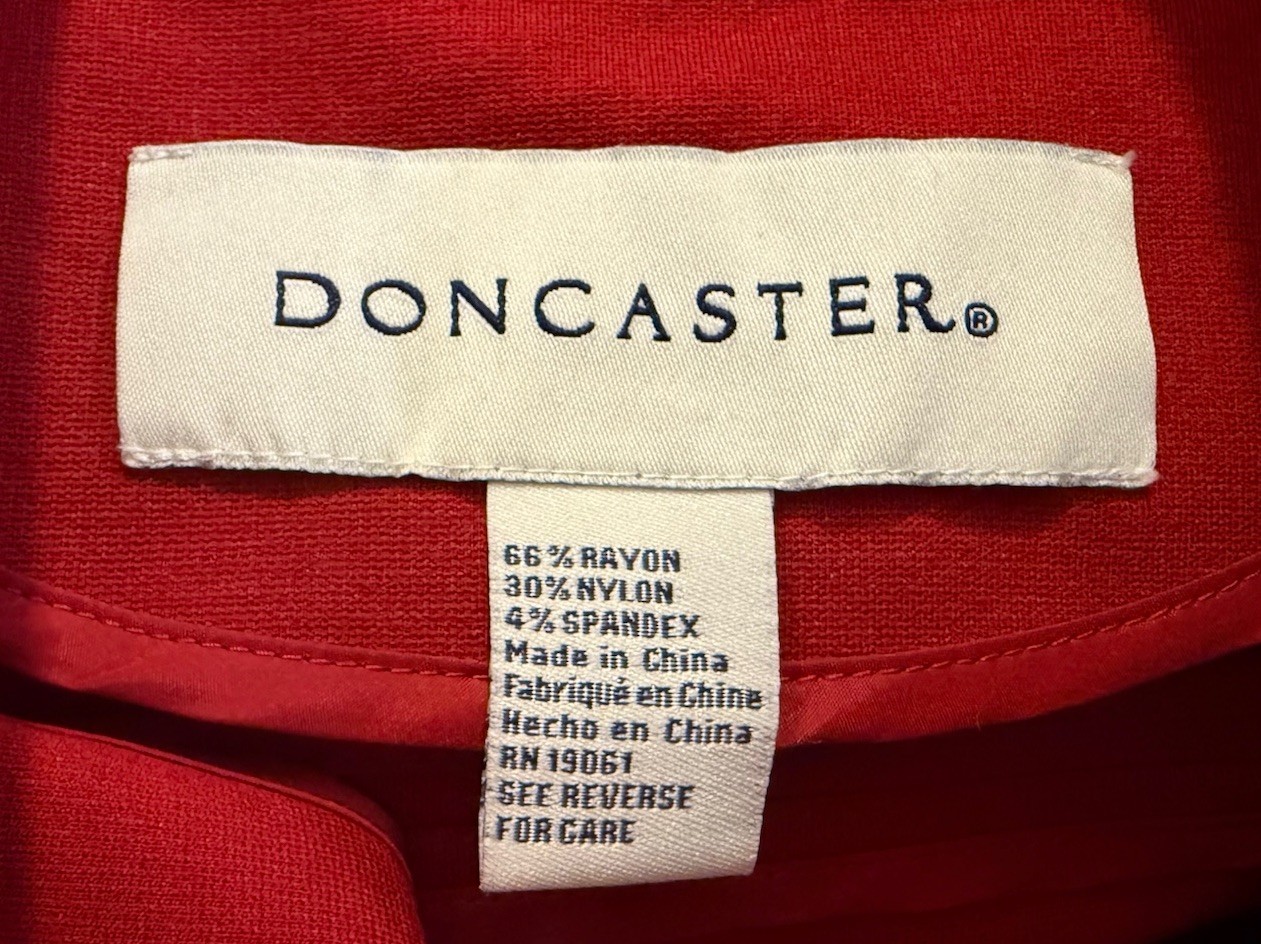 DONCASTER®
66% RAYON
30% NYLON
4% SPANDEX
Made in China
Fabriqué en Chine
Hecho en China
RN 19061
SEE REVERSE
FOR CARE